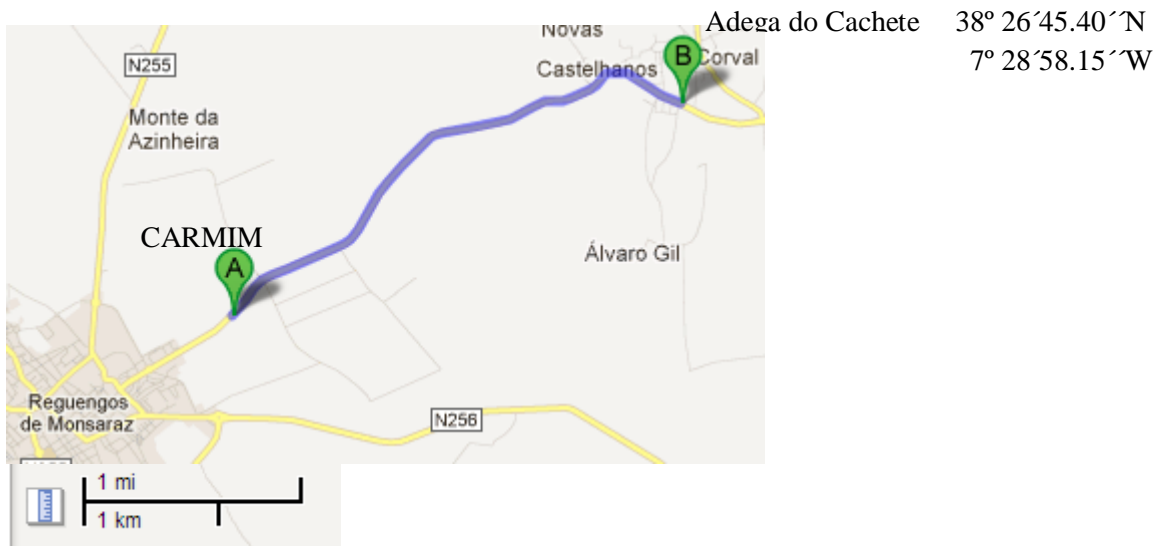 Adega do Cachete 38º 26´45.40´´N
7º 28´58.15´´W
Novas
Castelhanos
B
Corval
N255
Monte da
Azinheira
CARMIM
A
Álvaro Gil
Reguengos
de Monsaraz
N256
1 mi
1 km